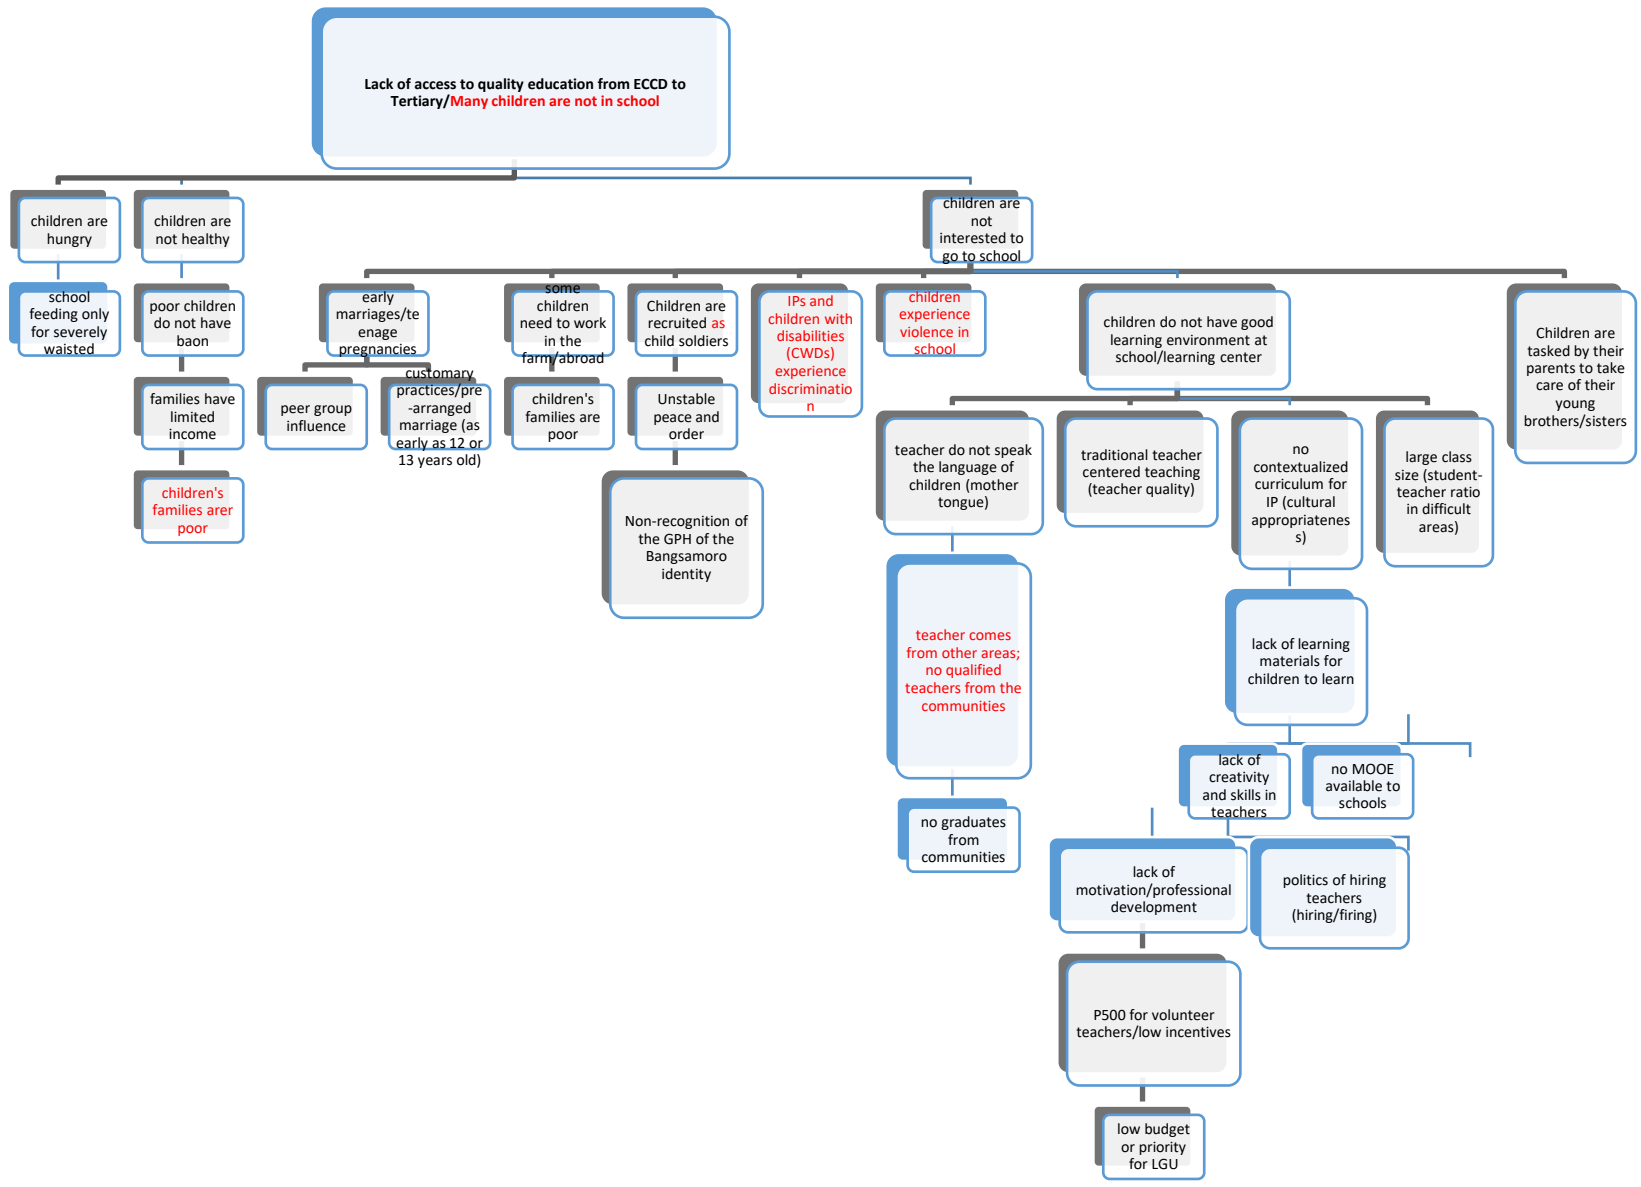 Lack of access to quality education from ECCD to
Tertiary/Many children are not in school
children are
hungry
children are
not healthy
children are
not
interested to
go to school
school
feeding only
for severely
waisted
poor children
do not have
baon
early
marriages/te
enage
pregnancies
some
children
need to work
in the
farm/abroad
Children are
recruited as
child soldiers
IPs and
children with
disabilities
(CWDs)
experience
discriminatio
n
children
experience
violence in
school
children do not have good
learning environment at
school/learning center
Children are
tasked by their
parents to take
care of their
young
brothers/sisters
families have
limited
income
peer group
influence
customary
practices/pre
-arranged
marriage (as
early as 12 or
13 years old)
children's
families are
poor
Unstable
peace and
order
teacher do not speak
the language of
children (mother
tongue)
traditional teacher
centered teaching
(teacher quality)
no
contextualized
curriculum for
IP (cultural
appropriatenes
s)
large class
size (student-
teacher ratio
in difficult
areas)
children's
families arer
poor
Non-recognition of
the GPH of the
Bangsamoro
identity
teacher comes
from other areas;
no qualified
teachers from the
communities
lack of learning
materials for
children to learn
lack of
creativity
and skills in
teachers
no MOOE
available to
schools
no graduates
from
communities
lack of
motivation/professional
development
politics of hiring
teachers
(hiring/firing)
P500 for volunteer
teachers/low incentives
low budget
or priority
for LGU